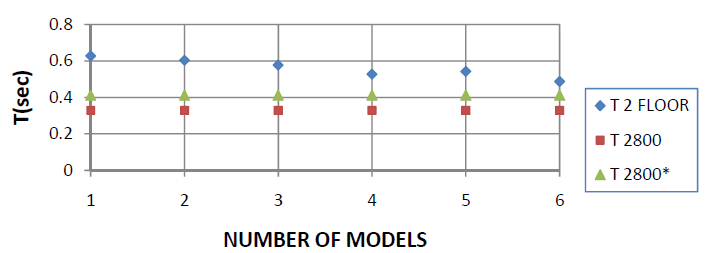 0.8
0.6
0.4
0.2
0
T(sec)
1 2 3 4 5 6
NUMBER OF MODELS
T 2 FLOOR
T 2800
T 2800*